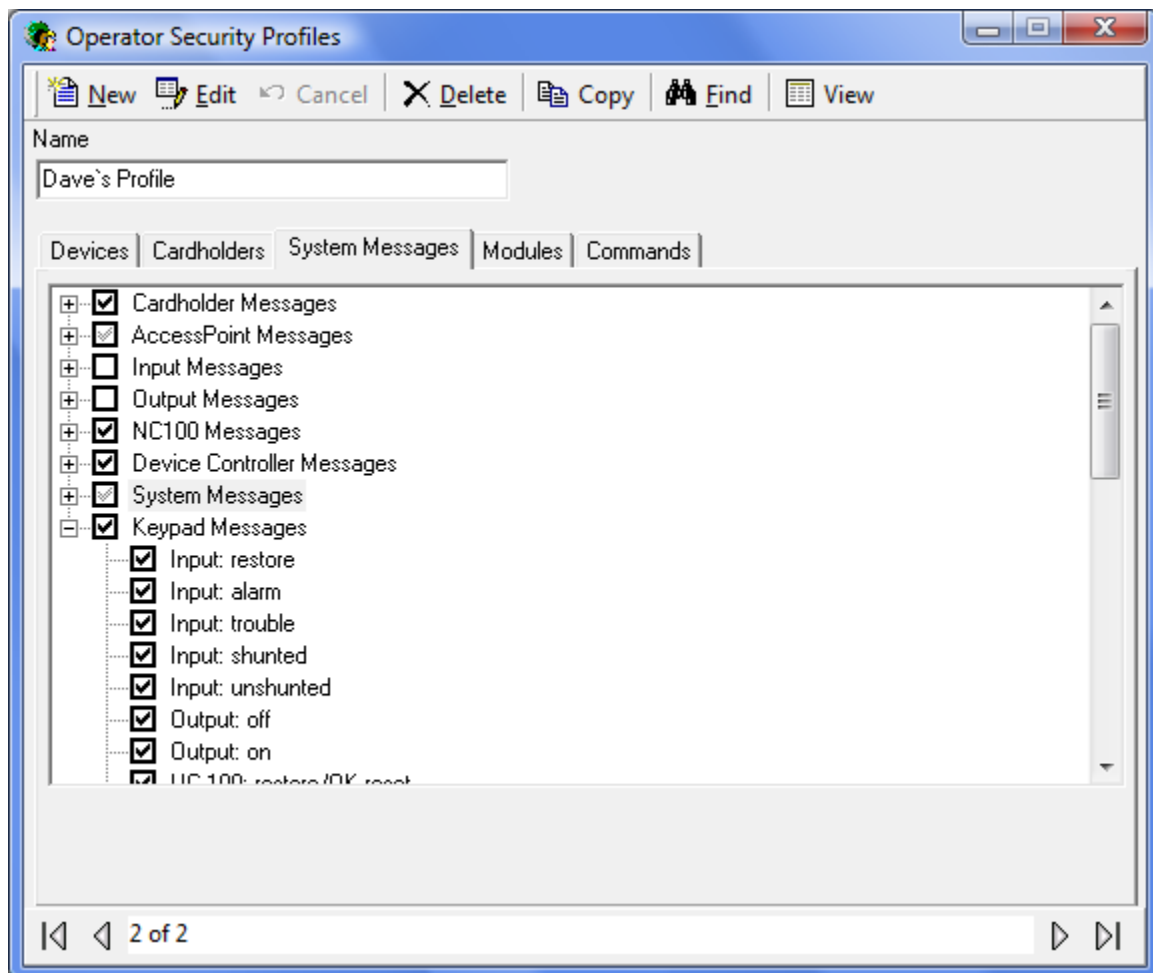 Operator Security Profiles
New Edit Cancel Delete Copy Find View
Name
Dave`s Profile
Devices Cardholders System Messages Modules Commands
Cardholder Messages
AccessPoint Messages
Input Messages
Output Messages
NC100 Messages
Device Controller Messages
System Messages
Keypad Messages
Input: restore
Input: alarm
Input: trouble
Input: shunted
Input: unshunted
Output: off
Output: on
2 of 2